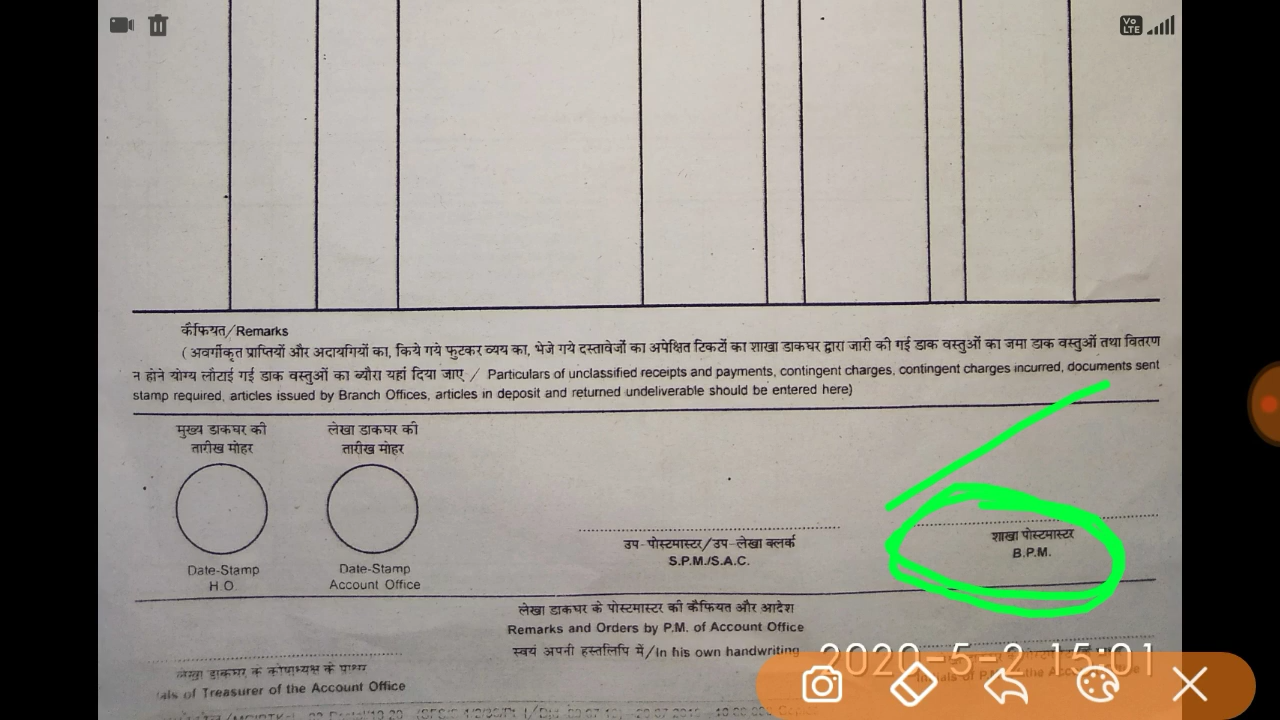 Vo
LTE
कैफियत/Remarks
( अवर्गीकृत प्राप्तियों और अदायगियों का, किये गये फुटकर व्यय का, भेजे गये दस्तावेजों का अपेक्षित टिकटों का शाखा डाकघर द्वारा जारी की गई डाक वस्तुओं का जमा डाक वस्तुओं तथा वितरण
न होने योग्य लौटाई गई डाक वस्तुओं का ब्यौरा यहां दिया जाए / Particulars of unclassified receipts and payments, contingent charges, contingent charges incurred, documents sent
stamp required, articles issued by Branch Offices, articles in deposit and returned undeliverable should be entered here)
मुख्य डाकघर की
तारीख मोहर
लेखा डाकघर की
तारीख मोहर
उप-पोस्टमास्टर/उप-लेखा क्लर्क
S.P.M./S.A.C.
शाखा पोस्टमास्टर
B.P.M.
Date-Stamp
H O
Date-Stamp
Account Office
लेखा डाकघर के पोस्टमास्टर की कैफियत और आदेश
Remarks and Orders by P.M. of Account Office
स्वयं अपनी हस्तलिपि में/In his own handwriting
2020-5-2 15:01
लेखा डाकघर के कोषाध्यक्ष के
of Treasurer of the Account Office